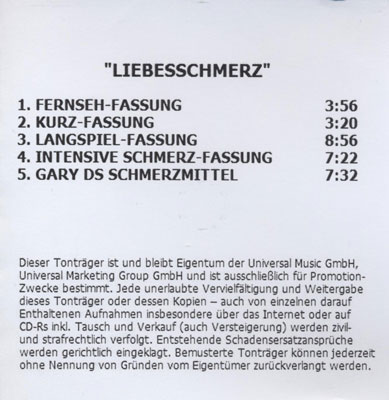 "LIEBESSCHMERZ"
1. FERNSEH-FASSUNG 3:56
2. KURZ-FASSUNG 3:20
3. LANGSPIEL-FASSUNG 8:56
4. INTENSIVE SCHMERZ-FASSUNG 7:22
5. GARY DS SCHMERZMITTEL 7:32
Dieser Tonträger ist und bleibt Eigentum der Universal Music GmbH,
Universal Marketing Group GmbH und ist ausschließlich für Promotion-
Zwecke bestimmt. Jede unerlaubte Vervielfältigung und Weitergabe
dieses Tonträger oder dessen Kopien – auch von einzelnen darauf
Enthaltenen Aufnahmen insbesondere über das Internet oder auf
CD-Rs inkl. Tausch und Verkauf (auch Versteigerung) werden zivil-
und strafrechtlich verfolgt. Entstehende Schadensersatzansprüche
werden gerichtlich eingeklagt. Bemusterte Tonträger können jederzeit
ohne Nennung von Gründen vom Eigentümer zurückverlangt werden.